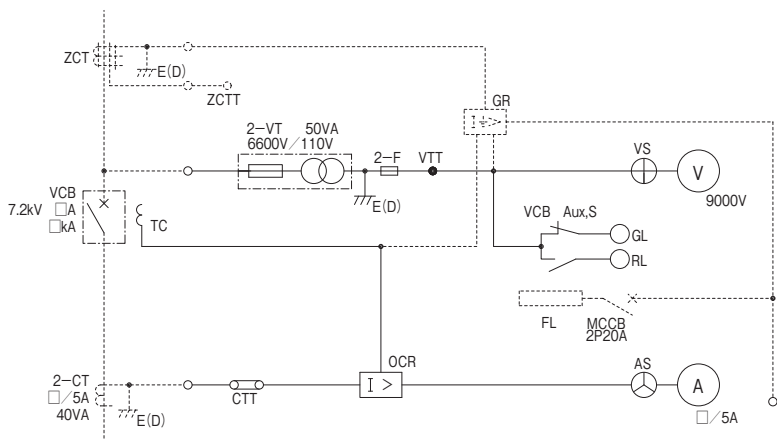 ZCT
E(D)
ZCTT
GR
I ⏚
2-VT 50VA
6600V/110V
2-F
VTT
VS
V
9000V
E(D)
VCB
7.2kV □A
□kA
TC
VCB Aux,S
GL
RL
FL
MCCB
2P20A
2-CT
□/5A
40VA
E(D)
CTT
OCR
I >
AS
A
□/5A